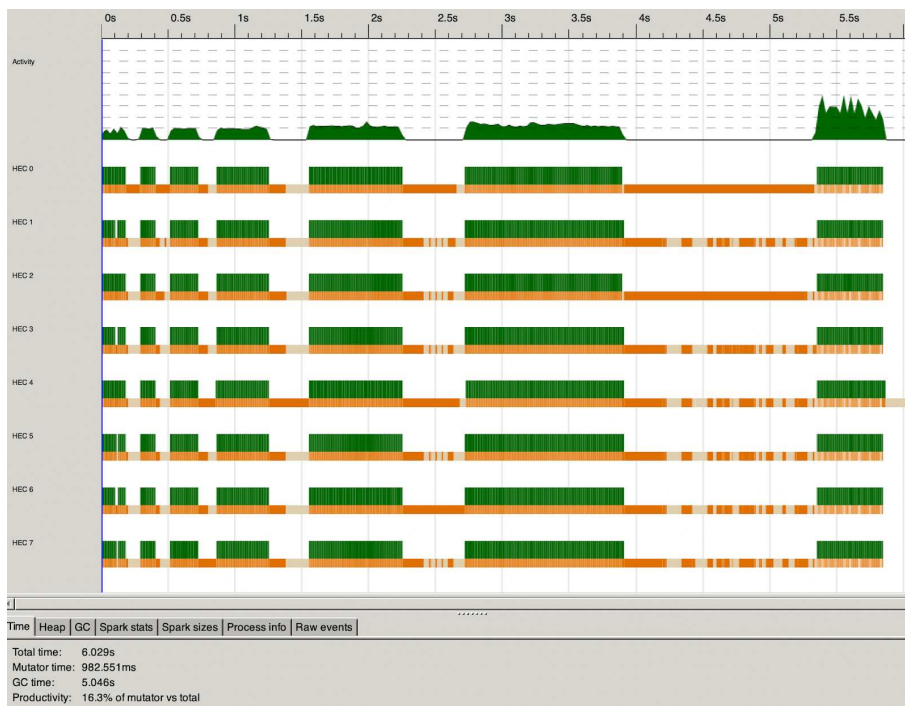 0s 0.5s 1s 1.5s 2s 2.5s 3s 3.5s 4s 4.5s 5s 5.5s
Activity
HEC 0
HEC 1
HEC 2
HEC 3
HEC 4
HEC 5
HEC 6
HEC 7
Time Heap GC Spark stats Spark sizes Process info Raw events
Total time: 6.029s
Mutator time: 982.551ms
GC time: 5.046s
Productivity: 16.3% of mutator vs total